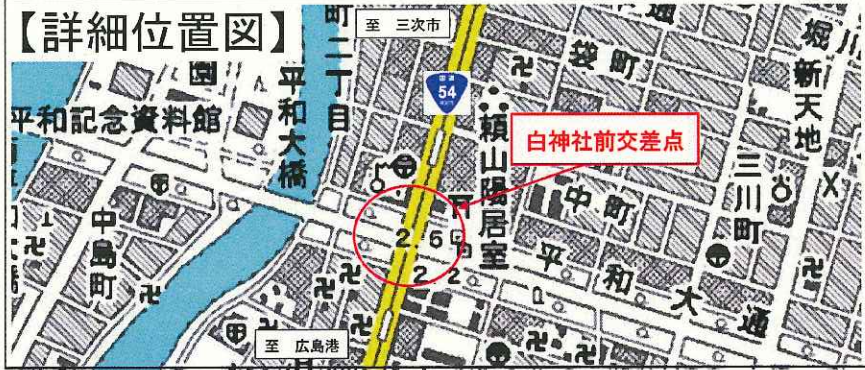 【詳細位置図】
至 三次市
町二丁目
平和大橋
平和記念資料館
国道
54
頼山陽居室
袋町
通
堀川
新天地
白神社前交差点
三川町
中町
平和大通
中島町
2.6
2.2
至 広島港